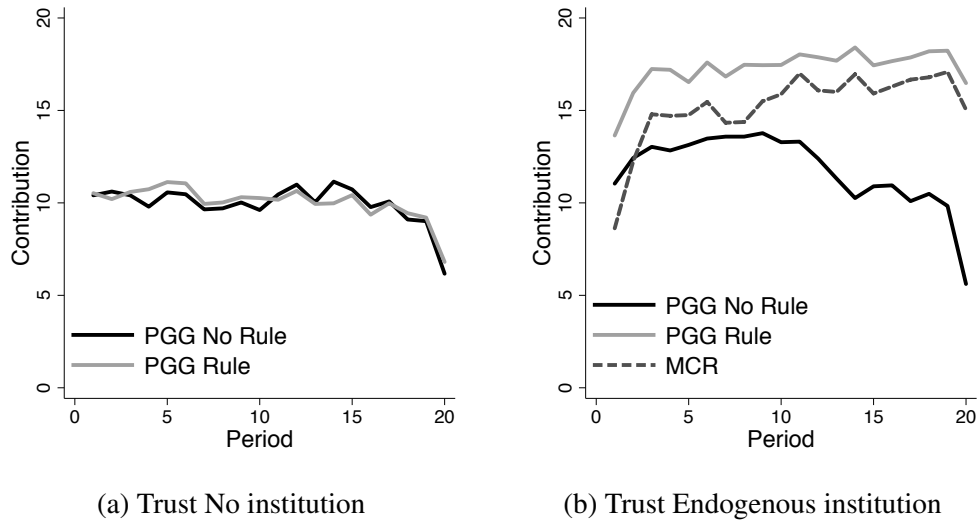 20
15
10
5
0
Contribution
PGG No Rule
PGG Rule
0
5
10
15
20
Period
(a) Trust No institution
20
15
10
5
0
Contribution
PGG No Rule
PGG Rule
MCR
0
5
10
15
20
Period
(b) Trust Endogenous institution